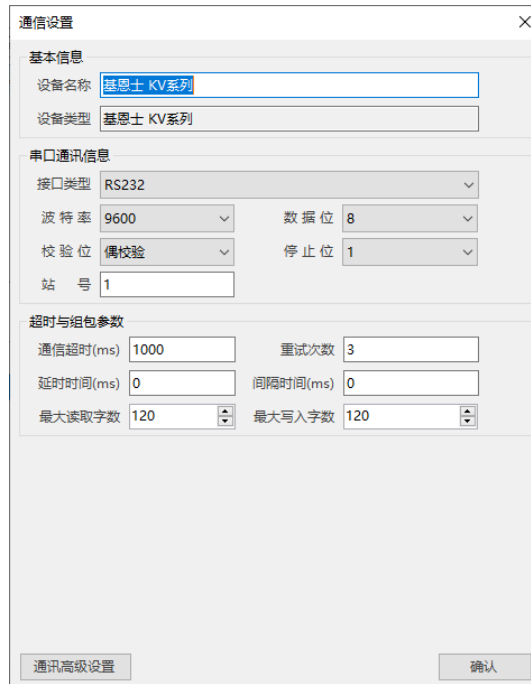 通信设置
基本信息
设备名称 基恩士 KV系列
设备类型 基恩士 KV系列
串口通讯信息
接口类型 RS232
波 特 率 9600 数 据 位 8
校 验 位 偶校验 停 止 位 1
站 号 1
超时与组包参数
通信超时(ms) 1000 重试次数 3
延时时间(ms) 0 间隔时间(ms) 0
最大读取字数 120 最大写入字数 120
通讯高级设置 确认